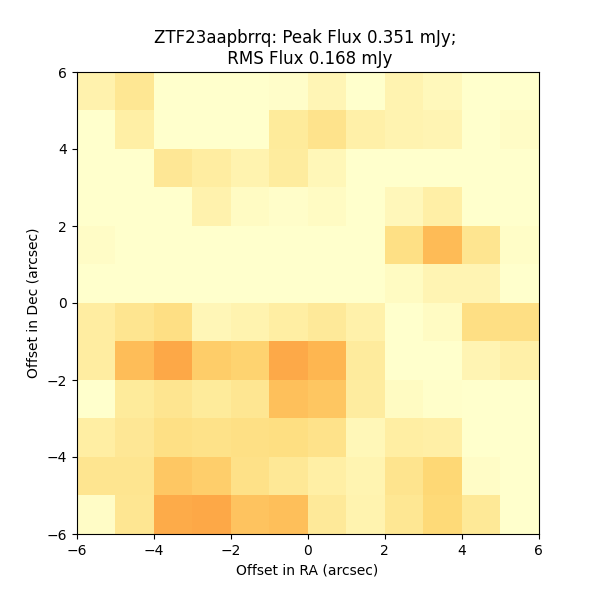 ZTF23aapbrrq: Peak Flux 0.351 mJy;
RMS Flux 0.168 mJy
6
4
2
0
−2
−4
−6
Offset in Dec (arcsec)
−6 −4 −2 0 2 4 6
Offset in RA (arcsec)